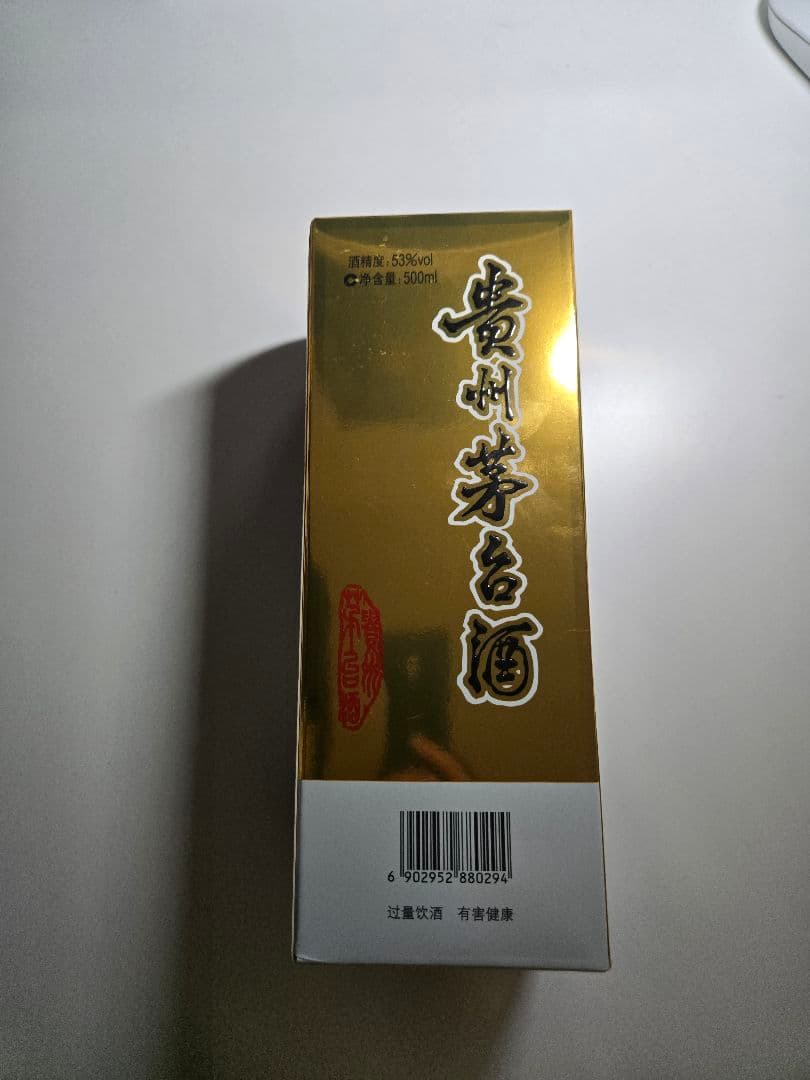 酒精度：53%vol
净含量：500ml
贵州茅台酒
贵州
茅台酒
6 902952 880294
过量饮酒 有害健康